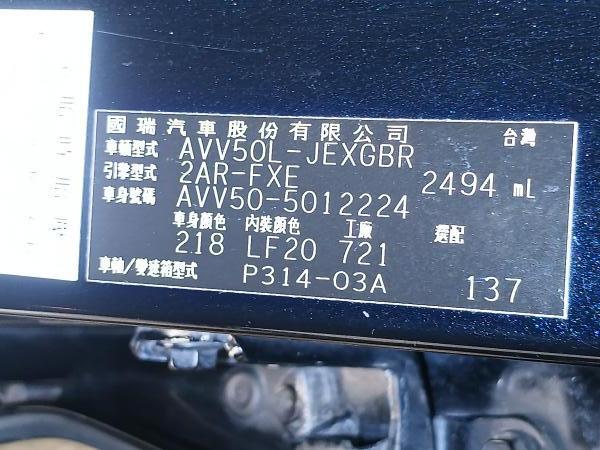 國瑞汽車股份有限公司 台灣
車輛型式 AVV50L-JEXGBR
引擎型式 2AR-FXE 2494 mL
車身號碼 AVV50-5012224
車身顏色 內裝顏色 工廠 選配
218 LF20 721
車軸/變速箱型式 P314-03A 137